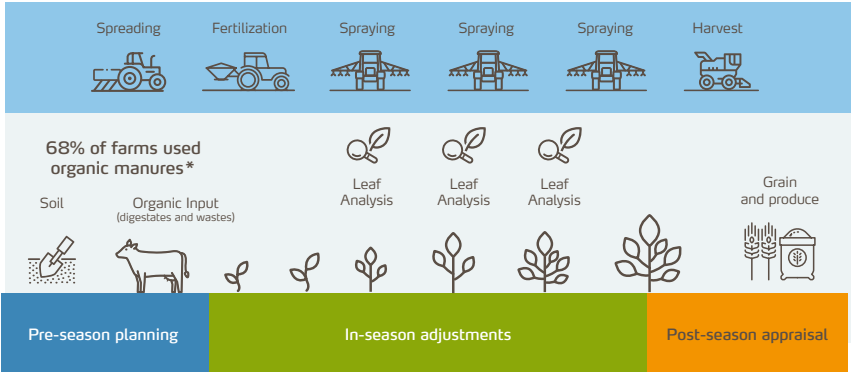 Spreading
Fertilization
Spraying
Spraying
Spraying
Harvest
68% of farms used
organic manures*
Soil
Organic Input
(digestates and wastes)
Leaf
Analysis
Leaf
Analysis
Leaf
Analysis
Grain
and produce
Pre-season planning
In-season adjustments
Post-season appraisal